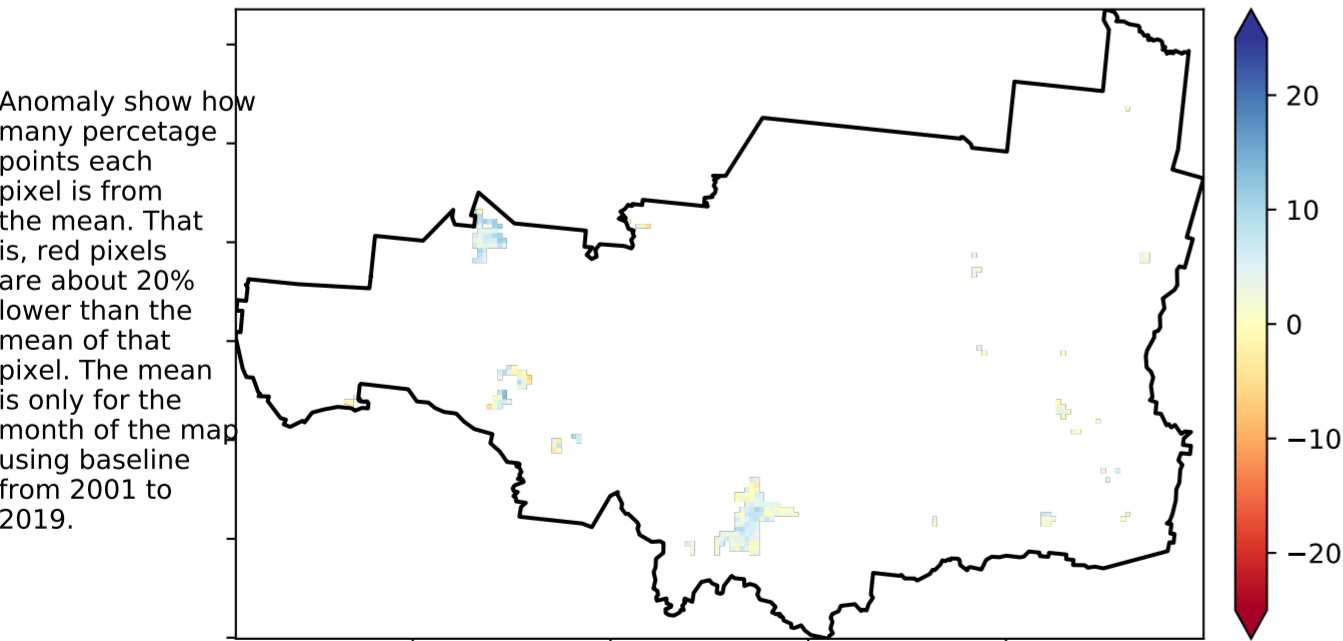 Anomaly show how
many percetage
points each
pixel is from
the mean. That
is, red pixels
are about 20%
lower than the
mean of that
pixel. The mean
is only for the
month of the map
using baseline
from 2001 to
2019.
20
10
0
−10
−20